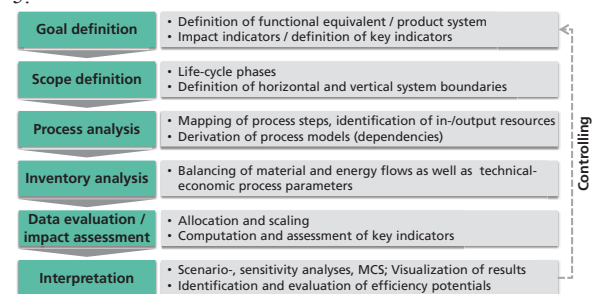 Goal definition
• Definition of functional equivalent / product system
• Impact indicators / definition of key indicators
Scope definition
• Life-cycle phases
• Definition of horizontal and vertical system boundaries
Process analysis
• Mapping of process steps, identification of in-/output resources
• Derivation of process models (dependencies)
Inventory analysis
• Balancing of material and energy flows as well as technical-
economic process parameters
Data evaluation /
impact assessment
• Allocation and scaling
• Computation and assessment of key indicators
Interpretation
• Scenario-, sensitivity analyses, MCS; Visualization of results
• Identification and evaluation of efficiency potentials
Controlling